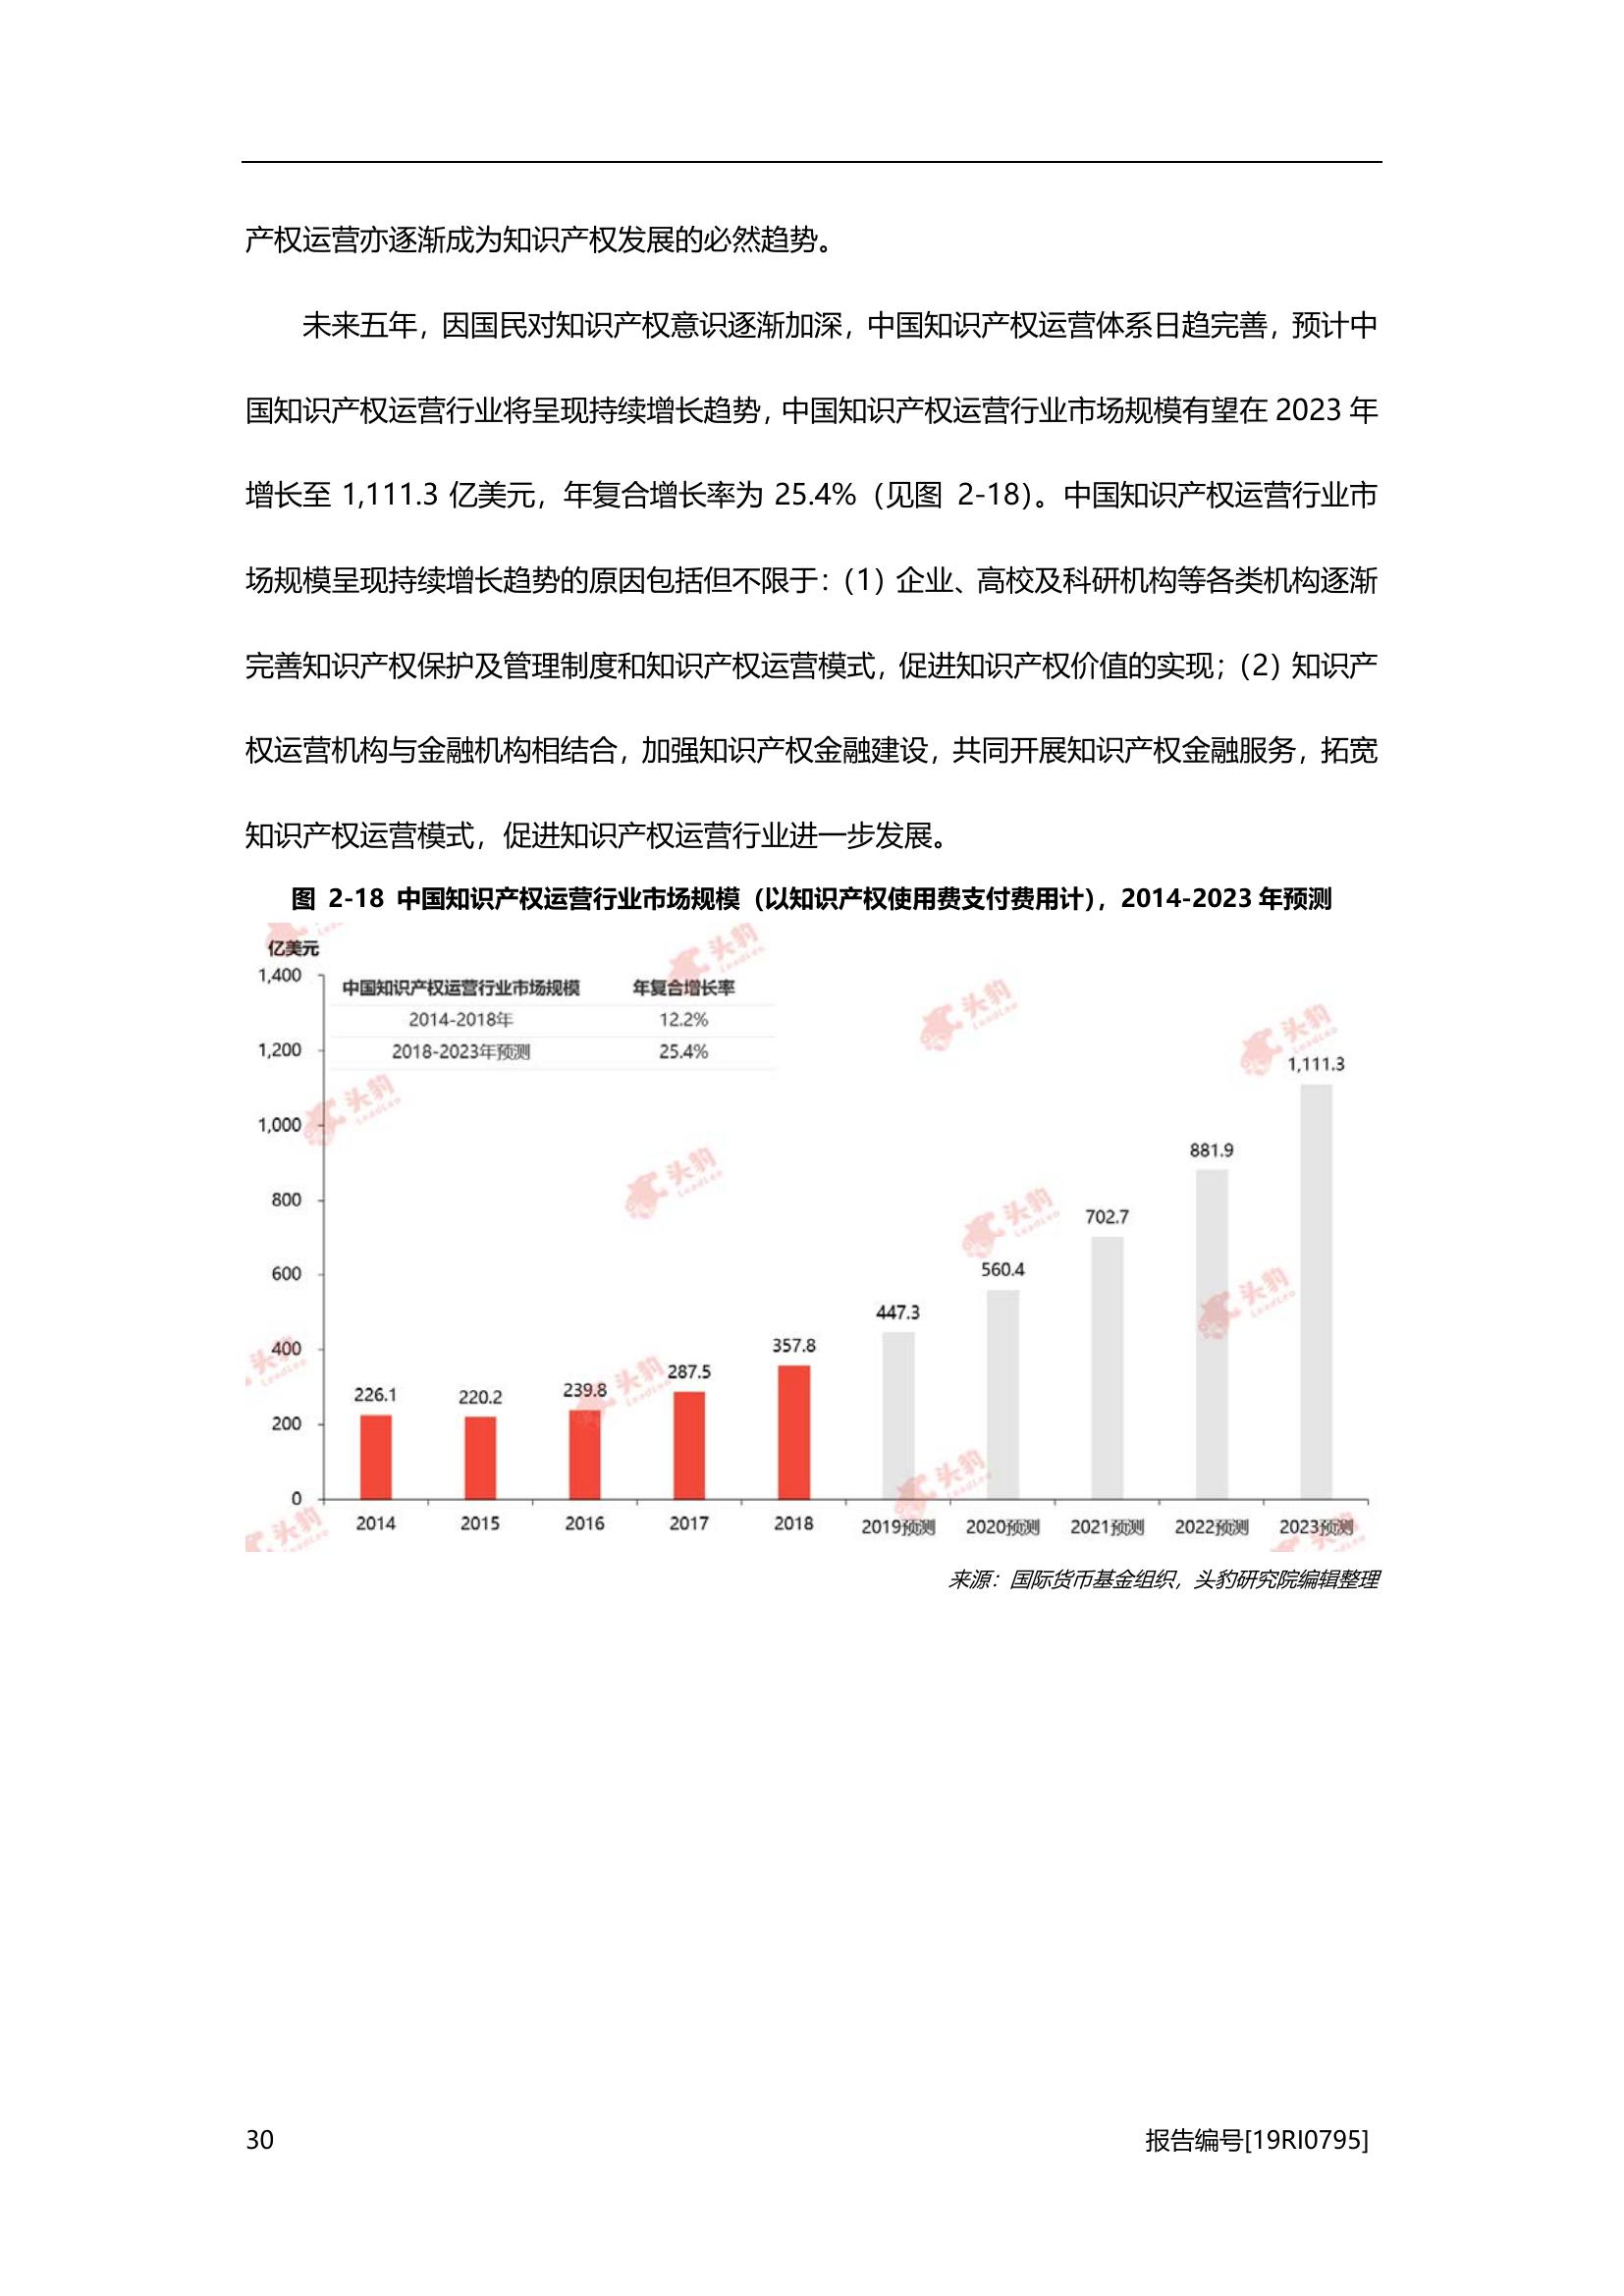 产权运营亦逐渐成为知识产权发展的必然趋势。
未来五年，因国民对知识产权意识逐渐加深，中国知识产权运营体系日趋完善，预计中
国知识产权运营行业将呈现持续增长趋势，中国知识产权运营行业市场规模有望在 2023 年
增长至 1,111.3 亿美元，年复合增长率为 25.4%（见图 2-18）。中国知识产权运营行业市
场规模呈现持续增长趋势的原因包括但不限于：（1）企业、高校及科研机构等各类机构逐渐
完善知识产权保护及管理制度和知识产权运营模式，促进知识产权价值的实现；（2）知识产
权运营机构与金融机构相结合，加强知识产权金融建设，共同开展知识产权金融服务，拓宽
知识产权运营模式，促进知识产权运营行业进一步发展。
图 2-18 中国知识产权运营行业市场规模（以知识产权使用费支付费用计），2014-2023 年预测
亿美元
中国知识产权运营行业市场规模 年复合增长率
2014-2018年 12.2%
2018-2023年预测 25.4%
1,400
1,200
1,000
800
600
400
200
0
226.1
220.2
239.8
287.5
357.8
447.3
560.4
702.7
881.9
1,111.3
2014 2015 2016 2017 2018 2019预测 2020预测 2021预测 2022预测 2023预测
头豹
LeadLeo
来源：国际货币基金组织，头豹研究院编辑整理
30 报告编号[19RI0795]